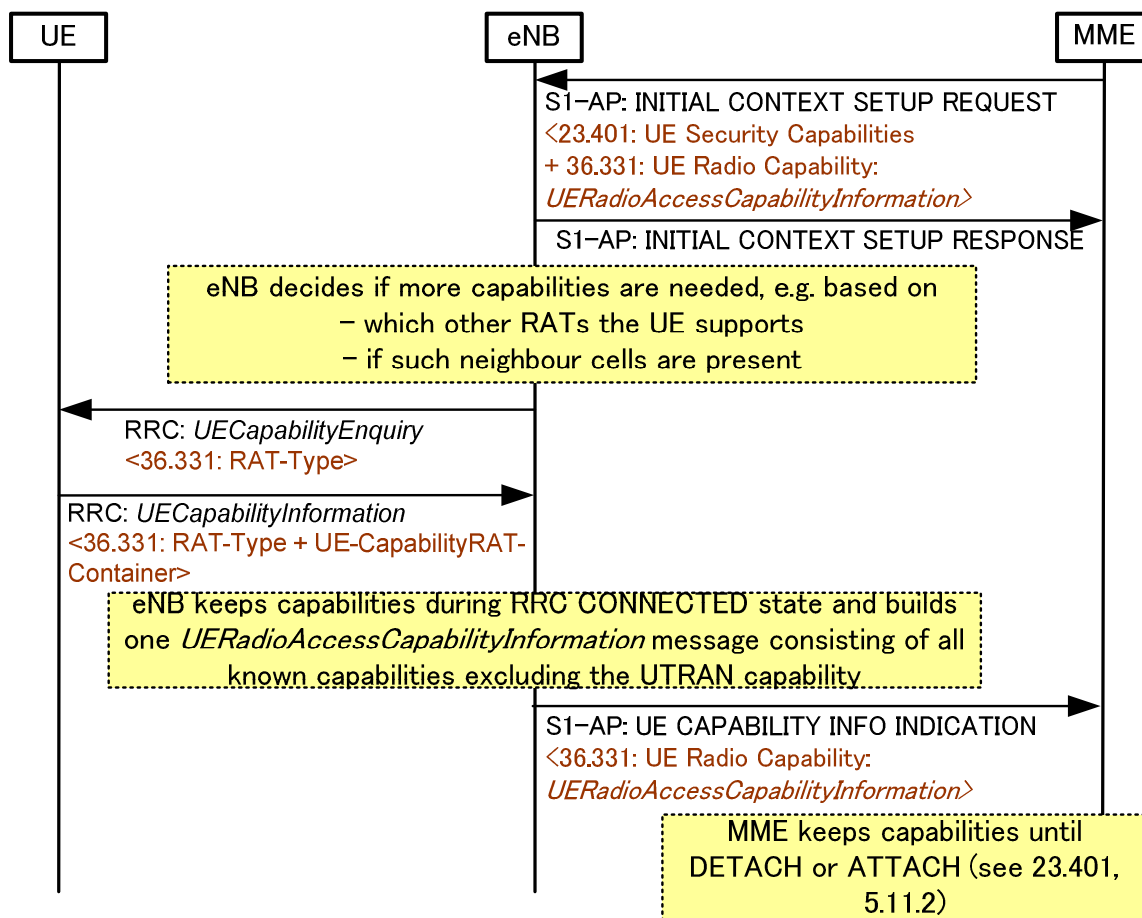 UE
eNB
MME
S1-AP: INITIAL CONTEXT SETUP REQUEST
<23.401: UE Security Capabilities
+ 36.331: UE Radio Capability:
UERadioAccessCapabilityInformation>
S1-AP: INITIAL CONTEXT SETUP RESPONSE
eNB decides if more capabilities are needed, e.g. based on
- which other RATs the UE supports
- if such neighbour cells are present
RRC: UECapabilityEnquiry
<36.331: RAT-Type>
RRC: UECapabilityInformation
<36.331: RAT-Type + UE-CapabilityRAT-
Container>
eNB keeps capabilities during RRC CONNECTED state and builds
one UERadioAccessCapabilityInformation message consisting of all
known capabilities excluding the UTRAN capability
S1-AP: UE CAPABILITY INFO INDICATION
<36.331: UE Radio Capability:
UERadioAccessCapabilityInformation>
MME keeps capabilities until
DETACH or ATTACH (see 23.401,
5.11.2)